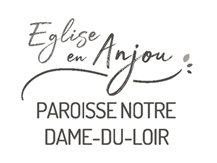 Eglise
en Anjou
PAROISSE NOTRE
DAME-DU-LOIR